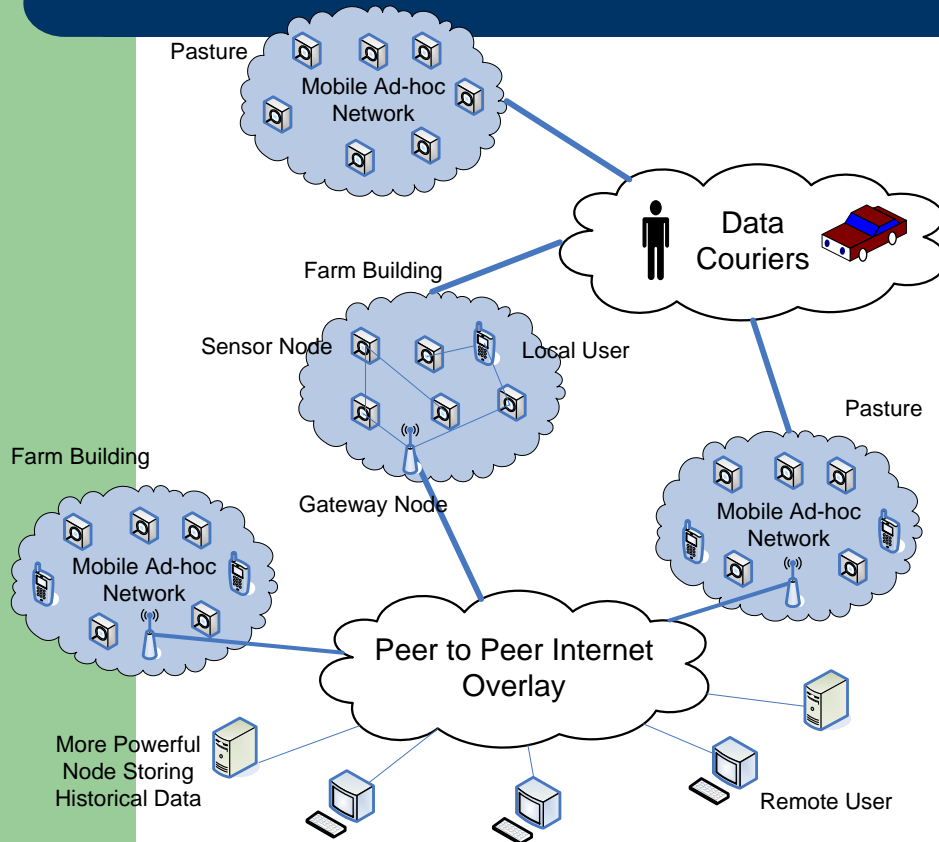 Pasture
Mobile Ad-hoc
Network
Data
Couriers
Farm Building
Sensor Node
Local User
Pasture
Farm Building
Gateway Node
Mobile Ad-hoc
Network
Mobile Ad-hoc
Network
Peer to Peer Internet
Overlay
More Powerful
Node Storing
Historical Data
Remote User